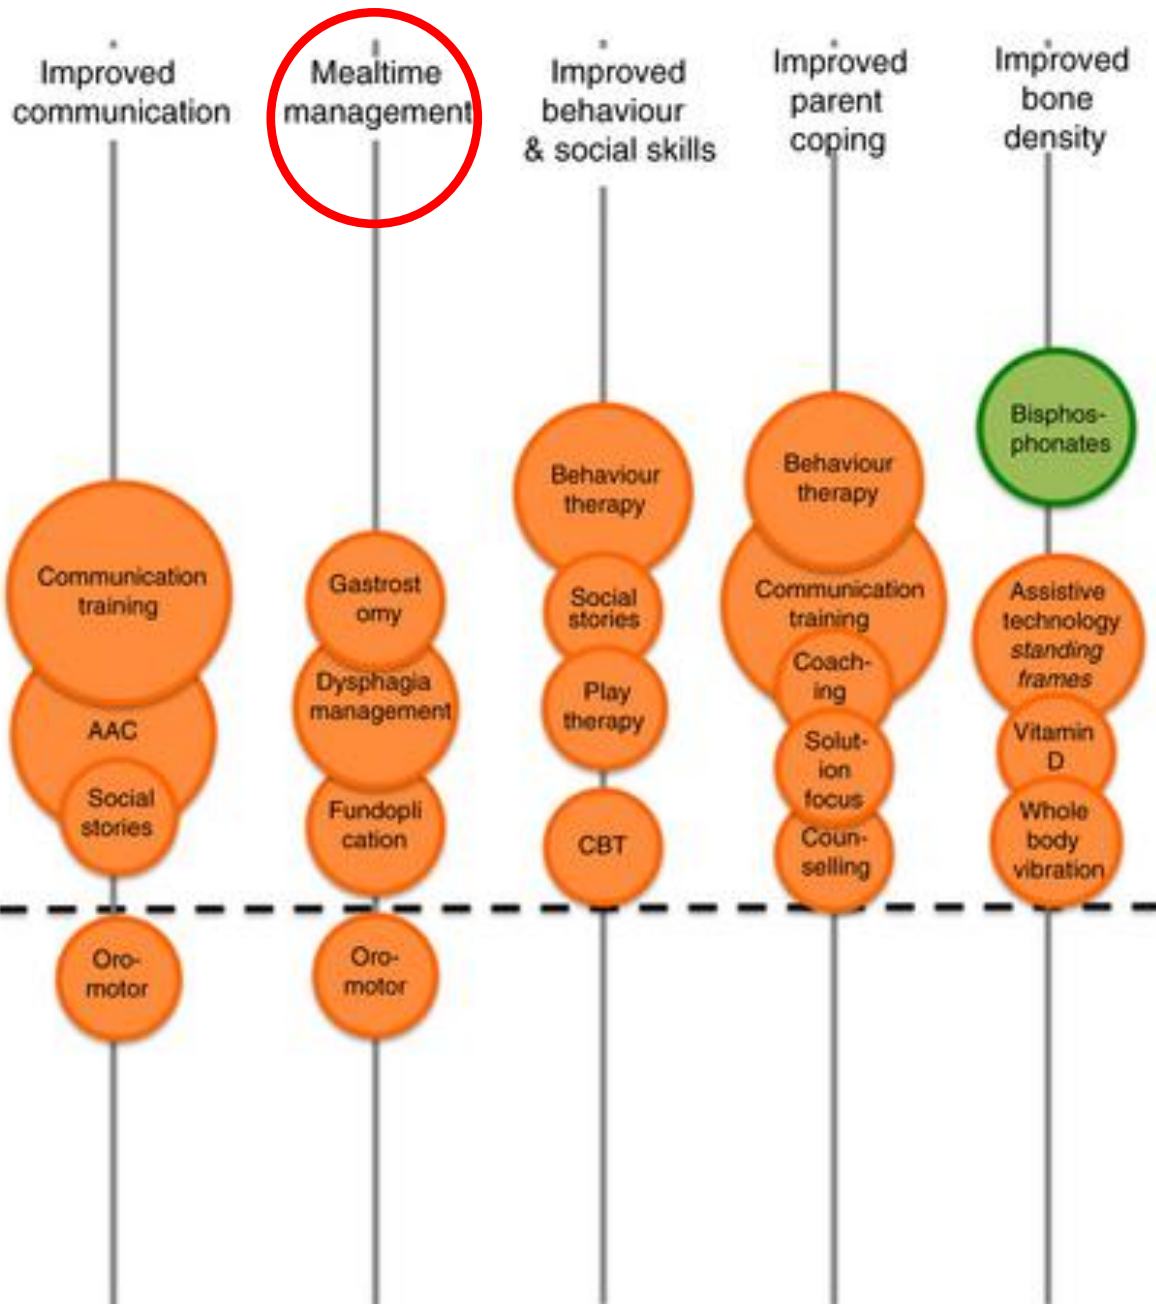 Improved
communication
Mealtime
management
Improved
behaviour
& social skills
Improved
parent
coping
Improved
bone
density
Communication
training
AAC
Social
stories
Oro-
motor
Gastrost
omy
Dysphagia
management
Fundopli
cation
Oro-
motor
Behaviour
therapy
Social
stories
Play
therapy
CBT
Behaviour
therapy
Communication
training
Coach-
ing
Solut-
ion
focus
Coun-
selling
Bisphos-
phonates
Assistive
technology
standing
frames
Vitamin
D
Whole
body
vibration